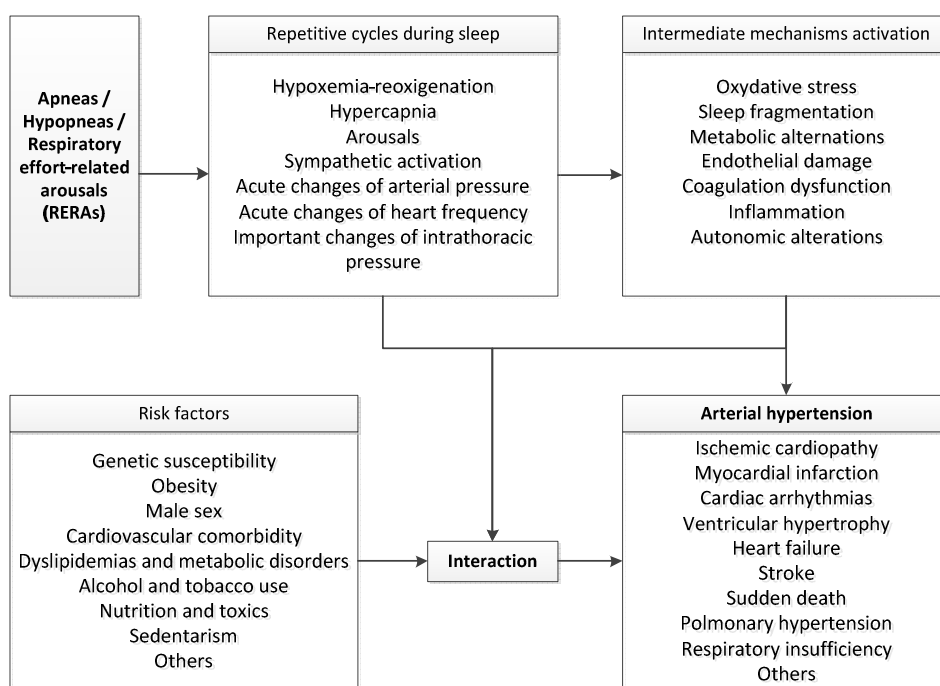 Apneas /
Hypopneas /
Respiratory
effort-related
arousals
(RERAs)
Repetitive cycles during sleep
Hypoxemia-reoxigenation
Hypercapnia
Arousals
Sympathetic activation
Acute changes of arterial pressure
Acute changes of heart frequency
Important changes of intrathoracic
pressure
Intermediate mechanisms activation
Oxydative stress
Sleep fragmentation
Metabolic alternations
Endothelial damage
Coagulation dysfunction
Inflammation
Autonomic alterations
Risk factors
Genetic susceptibility
Obesity
Male sex
Cardiovascular comorbidity
Dyslipidemias and metabolic disorders
Alcohol and tobacco use
Nutrition and toxics
Sedentarism
Others
Interaction
Arterial hypertension
Ischemic cardiopathy
Myocardial infarction
Cardiac arrhythmias
Ventricular hypertrophy
Heart failure
Stroke
Sudden death
Pulmonary hypertension
Respiratory insufficiency
Others